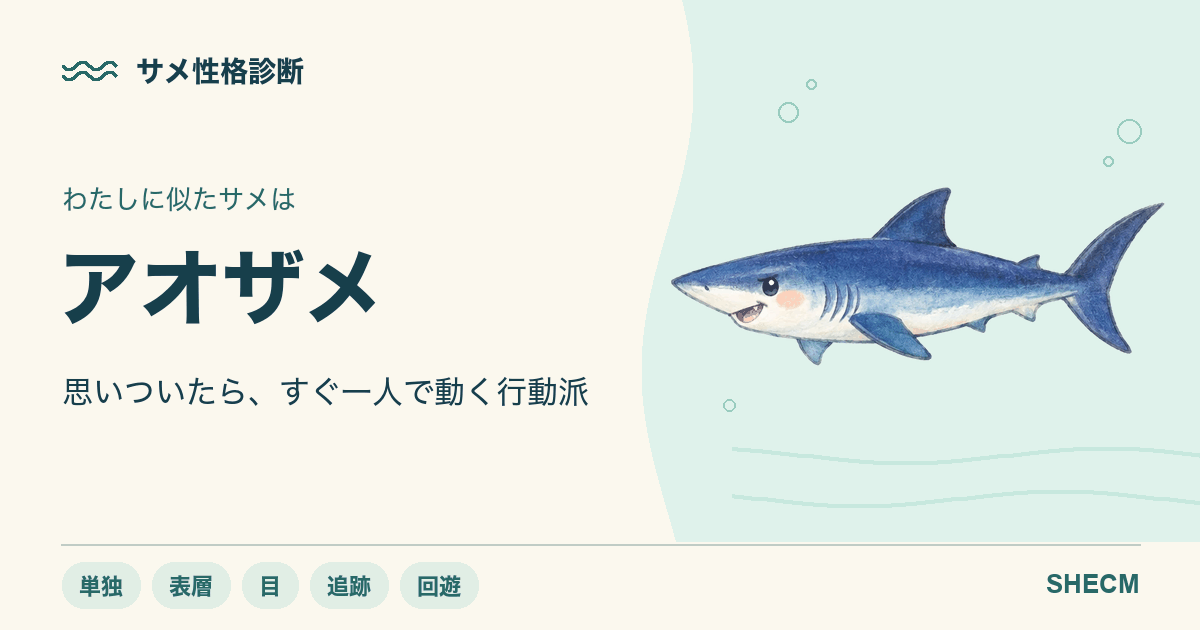 サメ性格診断
わたしに似たサメは
アオザメ
思いついたら、すぐ一人で動く行動派
単独 表層 目 追跡 回遊
SHECM